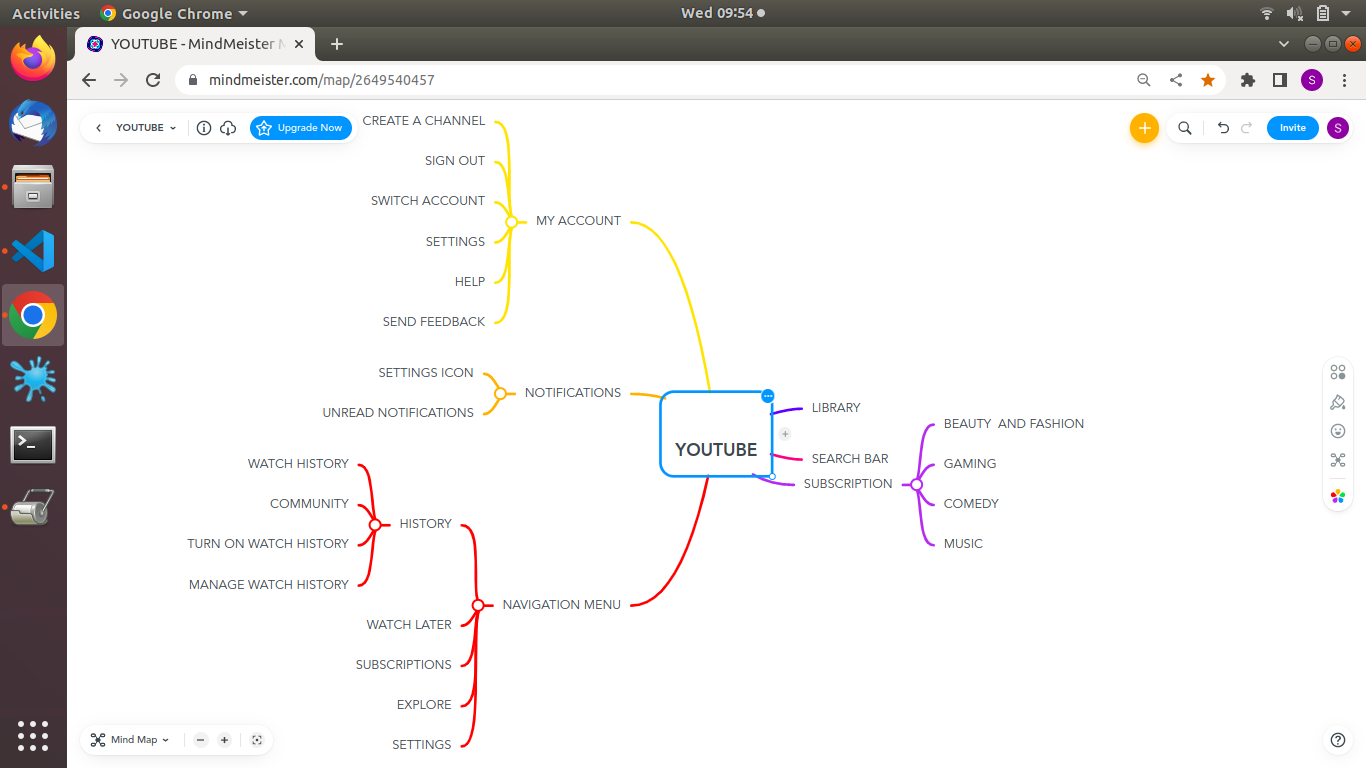 Activities
Google Chrome
Wed 09:54
YOUTUBE - MindMeister
mindmeister.com/map/2649540457
S
YOUTUBE
Upgrade Now
Invite
S
CREATE A CHANNEL
SIGN OUT
SWITCH ACCOUNT
SETTINGS
HELP
SEND FEEDBACK
MY ACCOUNT
SETTINGS ICON
UNREAD NOTIFICATIONS
NOTIFICATIONS
WATCH HISTORY
COMMUNITY
TURN ON WATCH HISTORY
MANAGE WATCH HISTORY
HISTORY
WATCH LATER
SUBSCRIPTIONS
EXPLORE
SETTINGS
NAVIGATION MENU
YOUTUBE
LIBRARY
SEARCH BAR
SUBSCRIPTION
BEAUTY  AND FASHION
GAMING
COMEDY
MUSIC
Mind Map